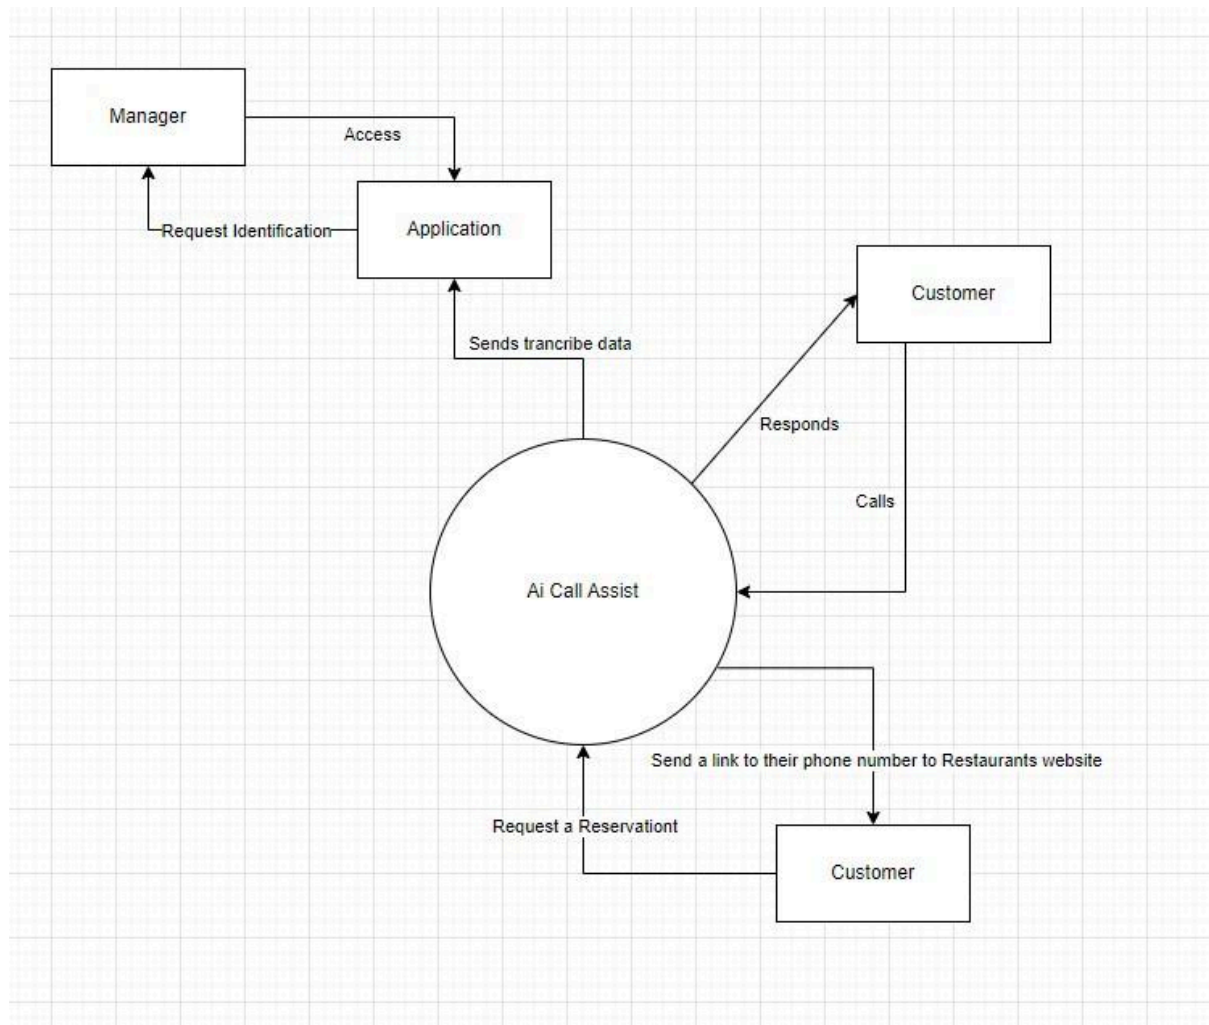 Manager
Access
Request Identification
Application
Customer
Sends trancribe data
Responds
Calls
Ai Call Assist
Send a link to their phone number to Restaurants website
Request a Reservationt
Customer